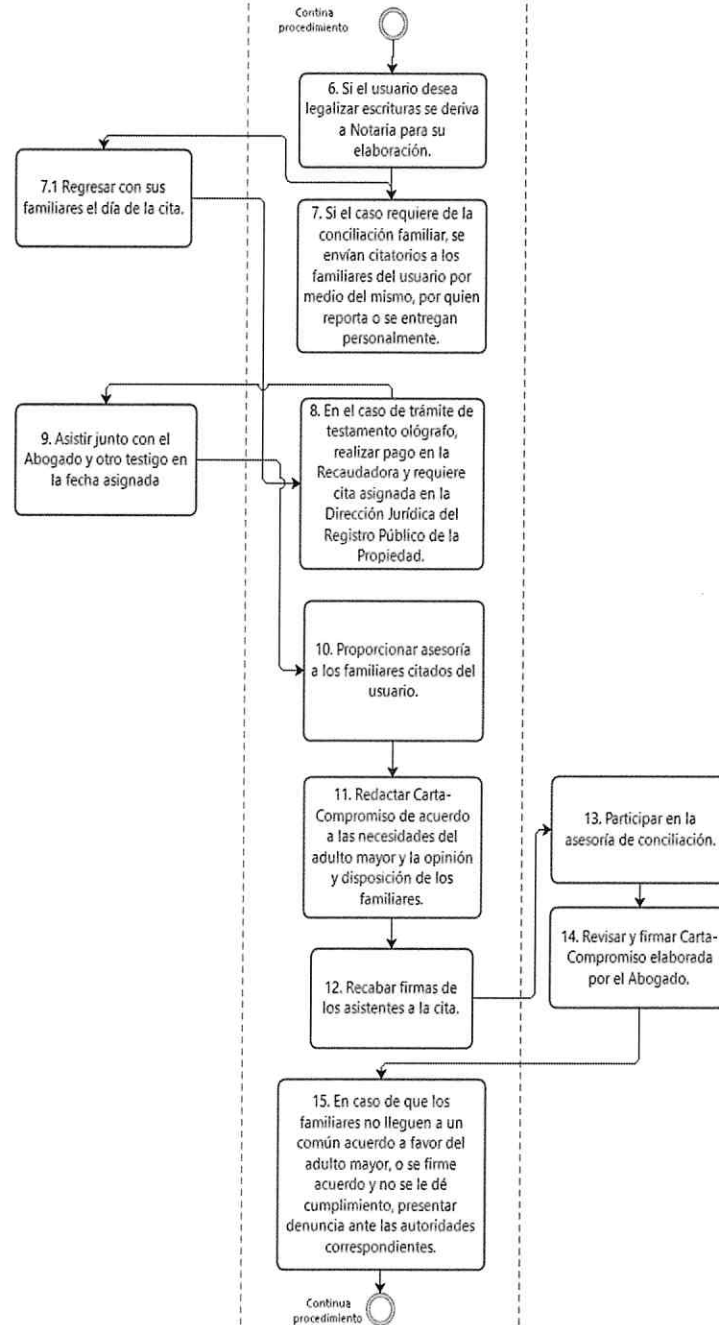 Contina
procedimiento
6. Si el usuario desea
legalizar escrituras se deriva
a Notaria para su
elaboración.
7.1 Regresar con sus
familiares el día de la cita.
7. Si el caso requiere de la
conciliación familiar, se
envían citatorios a los
familiares del usuario por
medio del mismo, por quien
reporta o se entregan
personalmente.
8. En el caso de trámite de
testamento ológrafo,
realizar pago en la
Recaudadora y requiere
cita asignada en la
Dirección Jurídica del
Registro Público de la
Propiedad.
9. Asistir junto con el
Abogado y otro testigo en
la fecha asignada
10. Proporcionar asesoría
a los familiares citados del
usuario.
11. Redactar Carta-
Compromiso de acuerdo
a las necesidades del
adulto mayor y la opinión
y disposición de los
familiares.
12. Recabar firmas de
los asistentes a la cita.
13. Participar en la
asesoría de conciliación.
14. Revisar y firmar Carta-
Compromiso elaborada
por el Abogado.
15. En caso de que los
familiares no lleguen a un
común acuerdo a favor del
adulto mayor, o se firme
acuerdo y no se le dé
cumplimiento, presentar
denuncia ante las autoridades
correspondientes.
Continua
procedimiento